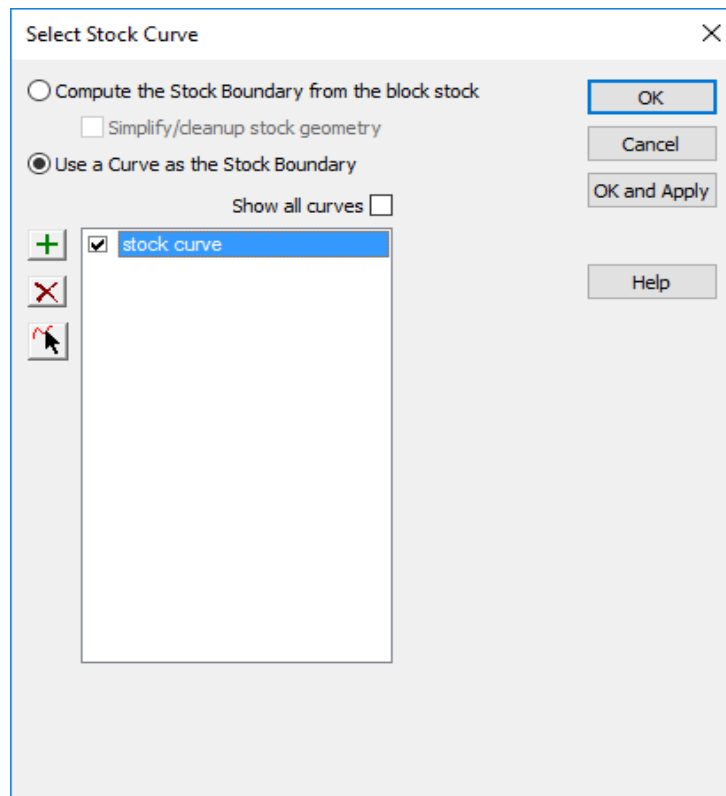 Select Stock Curve
Compute the Stock Boundary from the block stock
OK
Simplify/cleanup stock geometry
Cancel
Use a Curve as the Stock Boundary
OK and Apply
Show all curves
stock curve
Help